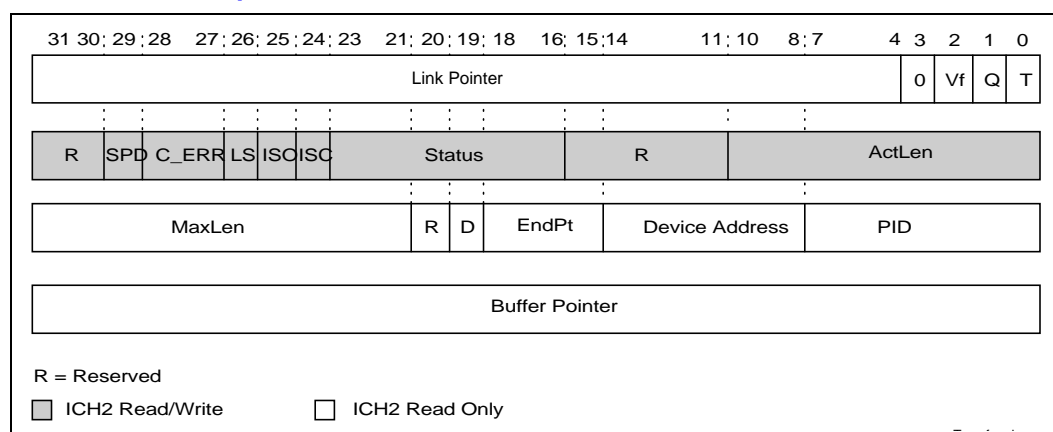 31 30 29 28 27 26 25 24 23 21 20 19 18 16 15 14 11 10 8 7 4 3 2 1 0
Link Pointer 0 Vf Q T
R SPD C_ERR LS ISO ISC Status R ActLen
MaxLen R D EndPt Device Address PID
Buffer Pointer
R = Reserved
ICH2 Read/Write ICH2 Read Only